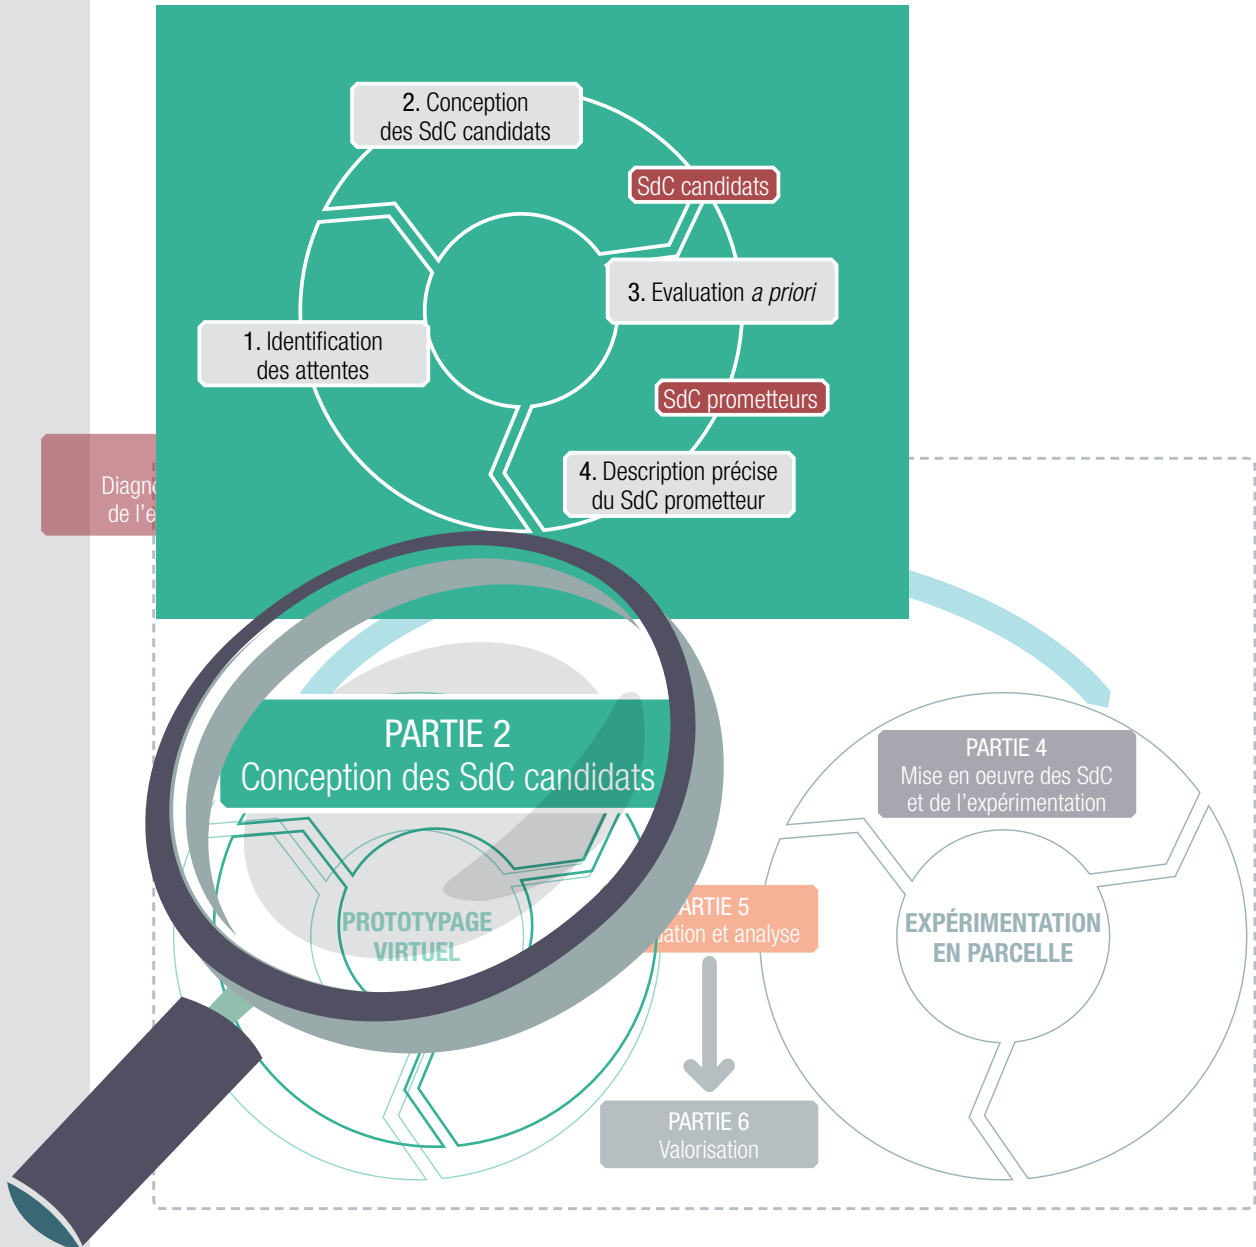 2. Conception
des SdC candidats
SdC candidats
3. Evaluation a priori
1. Identification
des attentes
SdC prometteurs
4. Description précise
du SdC prometteur
de l'e
PARTIE 2
Conception des SdC candidats
PARTIE 4
Mise en oeuvre des SdC
et de l'expérimentation
PROTOTYPAGE
VIRTUEL
PARTIE 5
et analyse
EXPÉRIMENTATION
EN PARCELLE
PARTIE 6
Valorisation